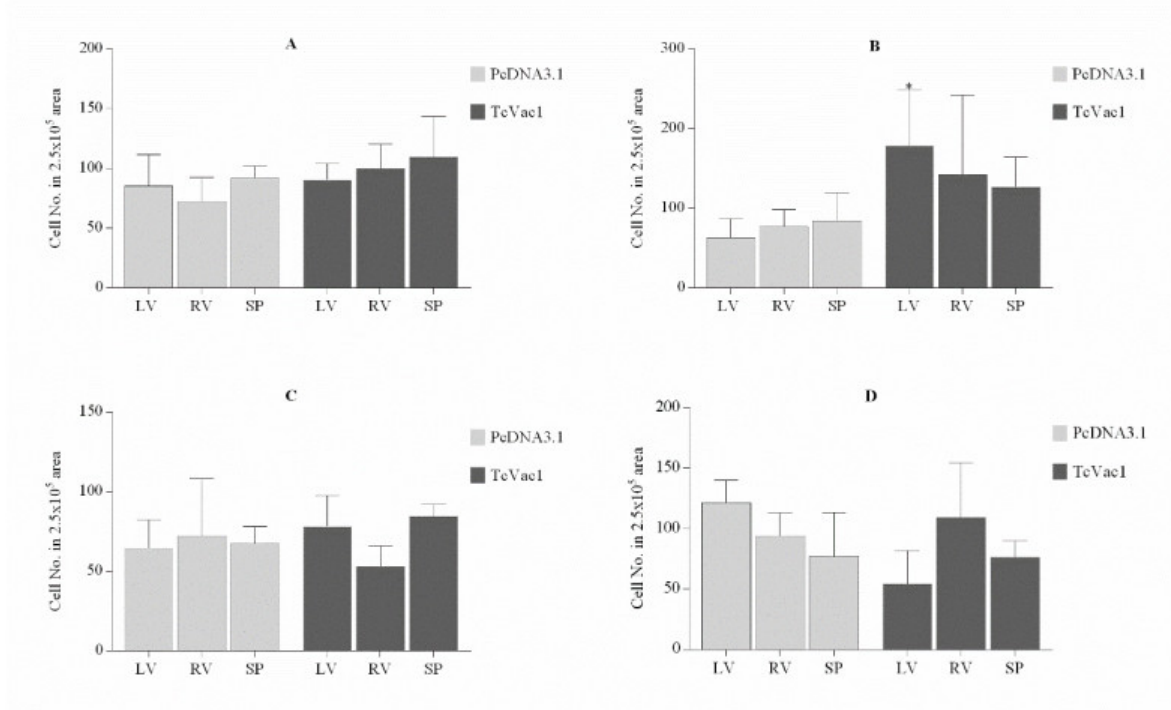 A
200
150
100
50
0
Cell No. in 2.5x10⁵ area
LV RV SP LV RV SP
PcDNA3.1
TcVac1
B
300
200
100
0
Cell No. in 2.5x10⁵ area
*
LV RV SP LV RV SP
PcDNA3.1
TcVac1
C
150
100
50
0
Cell No. in 2.5x10⁵ area
LV RV SP LV RV SP
PcDNA3.1
TcVac1
D
200
150
100
50
0
Cell No. in 2.5x10⁵ area
LV RV SP LV RV SP
PcDNA3.1
TcVac1